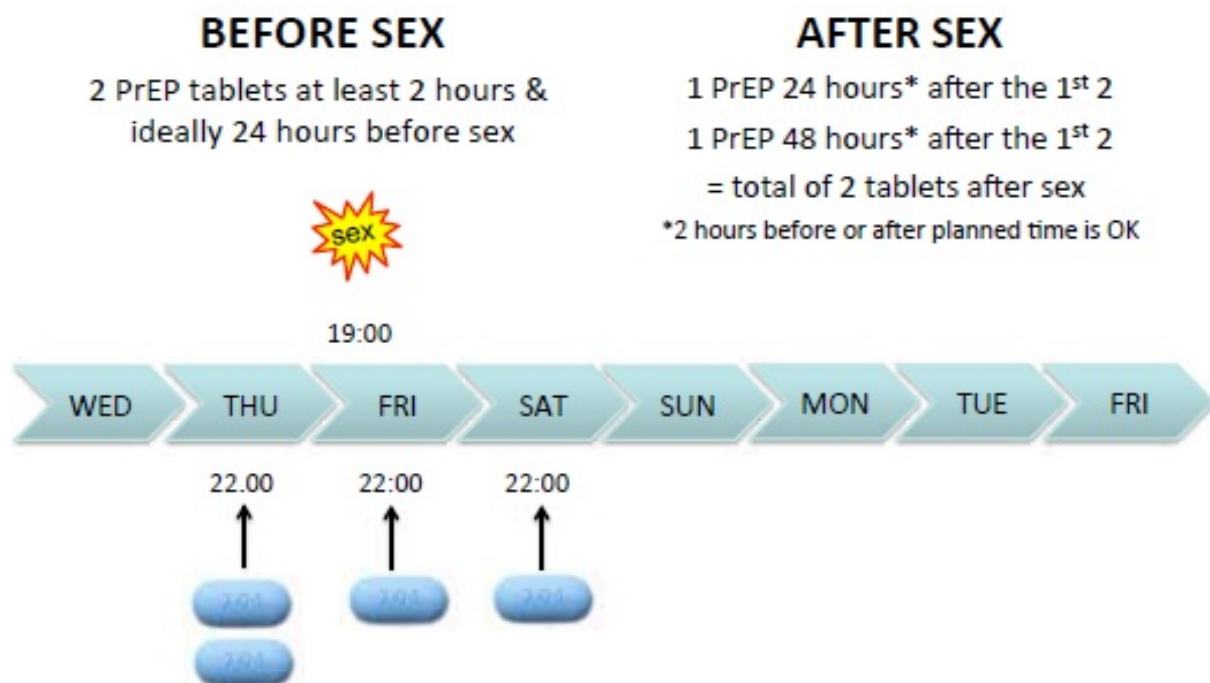 BEFORE SEX
2 PrEP tablets at least 2 hours &
ideally 24 hours before sex
AFTER SEX
1 PrEP 24 hours* after the 1st 2
1 PrEP 48 hours* after the 1st 2
= total of 2 tablets after sex
*2 hours before or after planned time is OK
sex
19:00
WED THU FRI SAT SUN MON TUE FRI
22.00 22:00 22:00